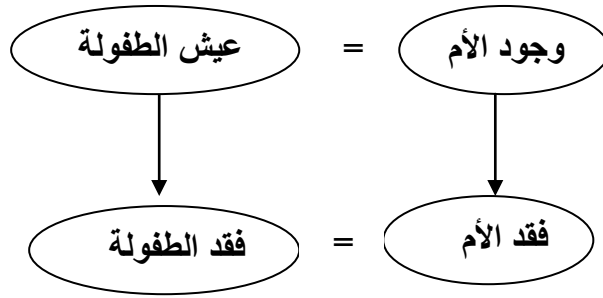 وجود الأم = عيش الطفولة
فقد الأم = فقد الطفولة